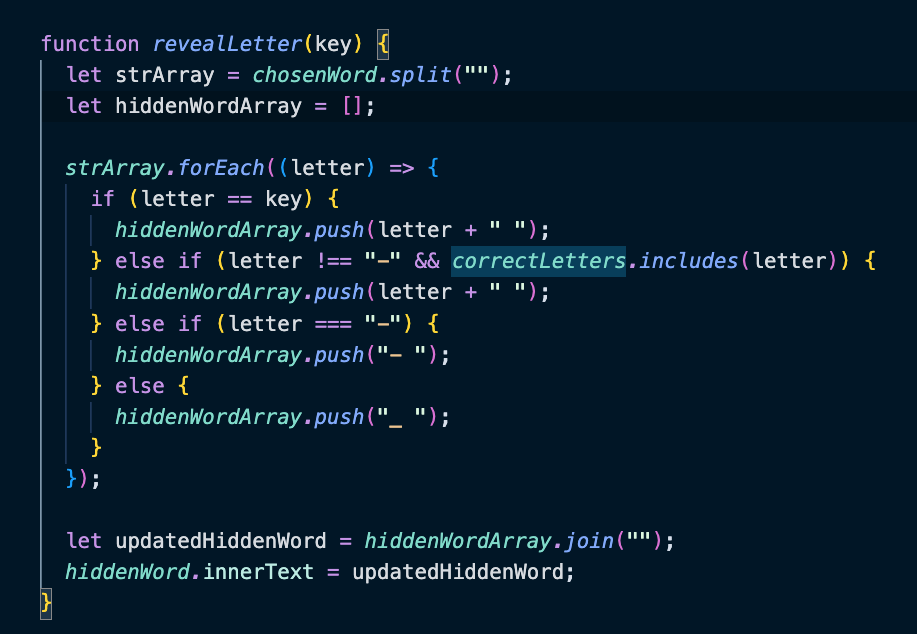 function revealLetter(key) {
  let strArray = chosenWord.split("");
  let hiddenWordArray = [];

  strArray.forEach((letter) => {
    if (letter == key) {
      hiddenWordArray.push(letter + " ");
    } else if (letter !== "-" && correctLetters.includes(letter)) {
      hiddenWordArray.push(letter + " ");
    } else if (letter === "-") {
      hiddenWordArray.push("- ");
    } else {
      hiddenWordArray.push("_ ");
    }
  });

  let updatedHiddenWord = hiddenWordArray.join("");
  hiddenWord.innerText = updatedHiddenWord;
}